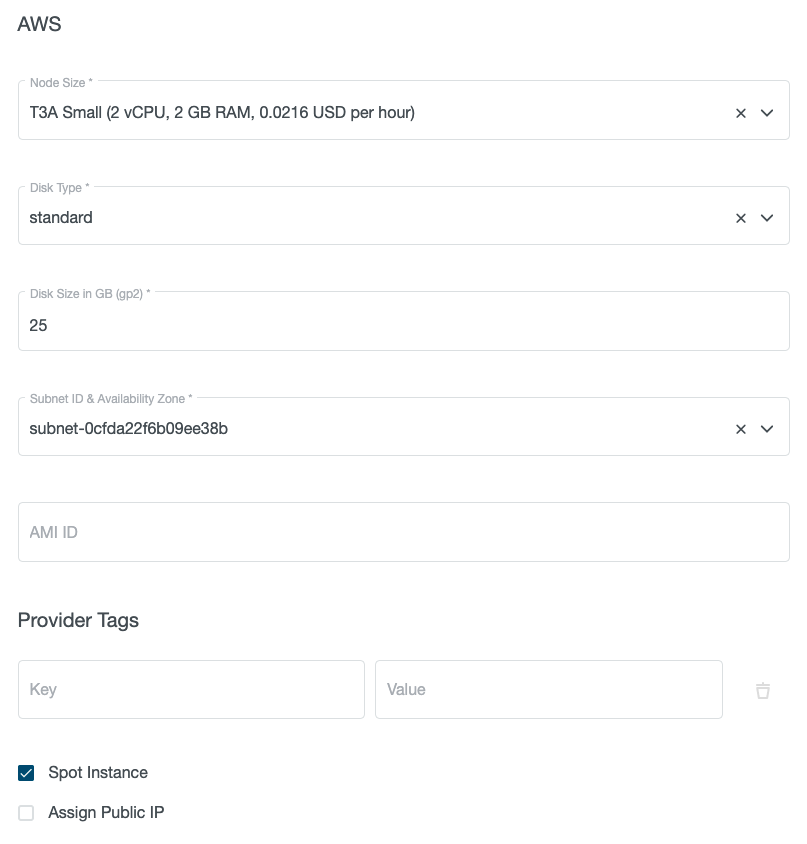 AWS
Node Size *
T3A Small (2 vCPU, 2 GB RAM, 0.0216 USD per hour)
Disk Type *
standard
Disk Size in GB (gp2) *
25
Subnet ID & Availability Zone *
subnet-0cfda22f6b09ee38b
AMI ID
Provider Tags
Key Value
Spot Instance
Assign Public IP